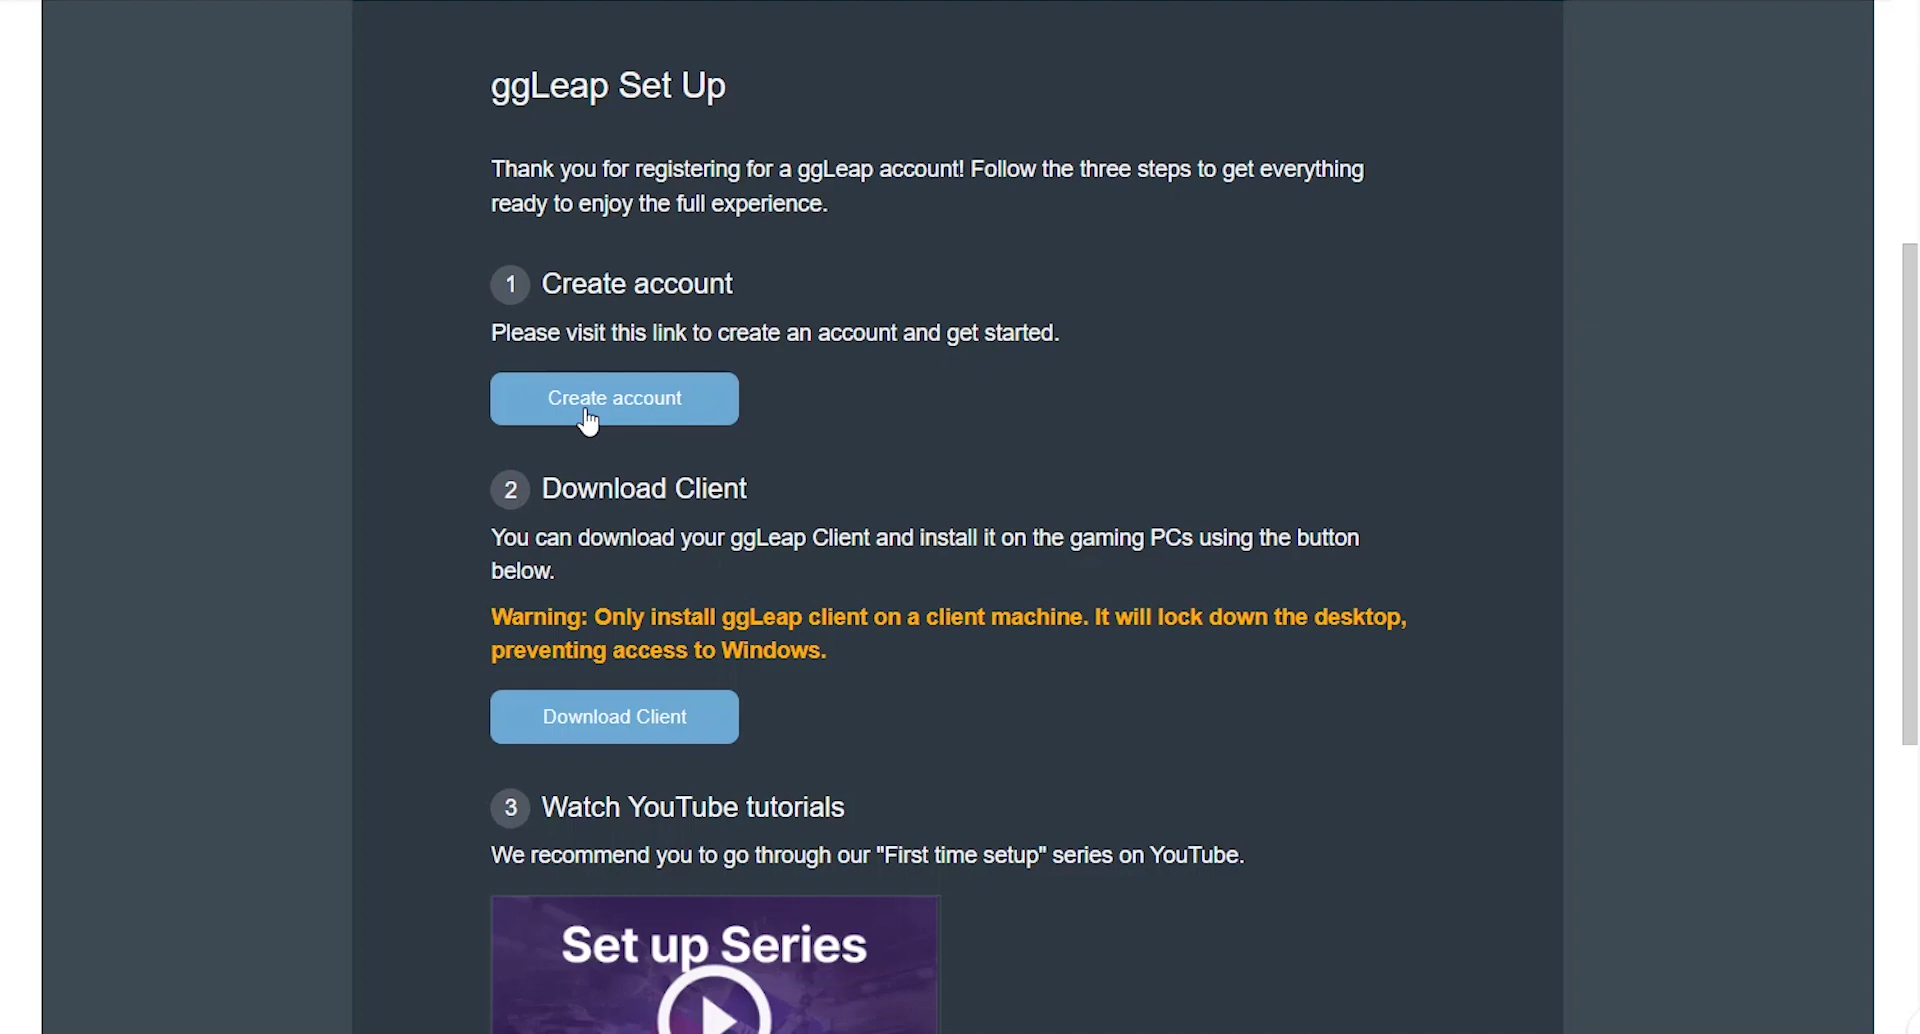 ggLeap Set Up
Thank you for registering for a ggLeap account! Follow the three steps to get everything
ready to enjoy the full experience.
1 Create account
Please visit this link to create an account and get started.
Create account
2 Download Client
You can download your ggLeap Client and install it on the gaming PCs using the button
below.
Warning: Only install ggLeap client on a client machine. It will lock down the desktop,
preventing access to Windows.
Download Client
3 Watch YouTube tutorials
We recommend you to go through our "First time setup" series on YouTube.
Set up Series